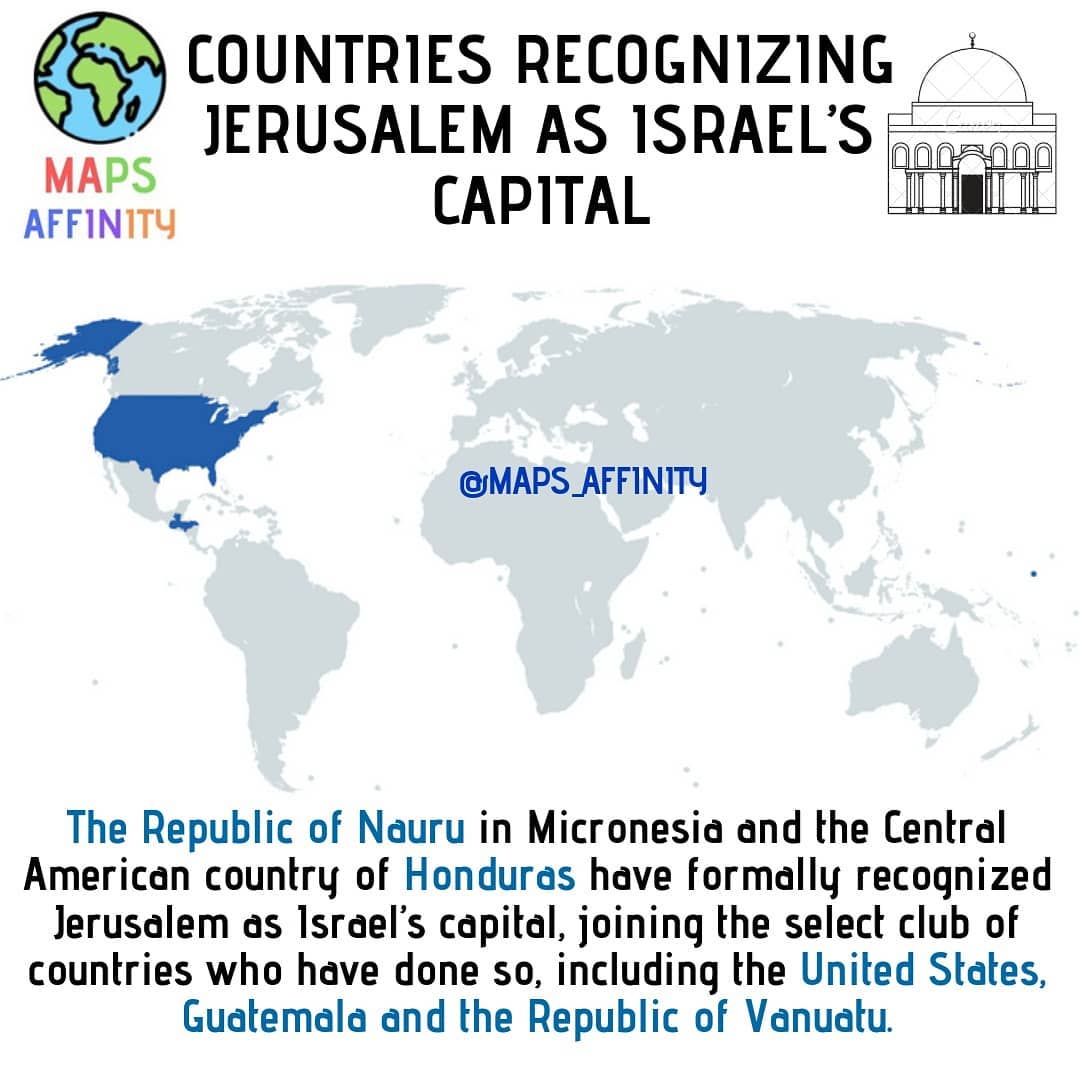 COUNTRIES RECOGNIZING
JERUSALEM AS ISRAEL'S
CAPITAL
MAPS
AFFINITY
@MAPS_AFFINITY
The Republic of Nauru in Micronesia and the Central
American country of Honduras have formally recognized
Jerusalem as Israel's capital, joining the select club of
countries who have done so, including the United States,
Guatemala and the Republic of Vanuatu.